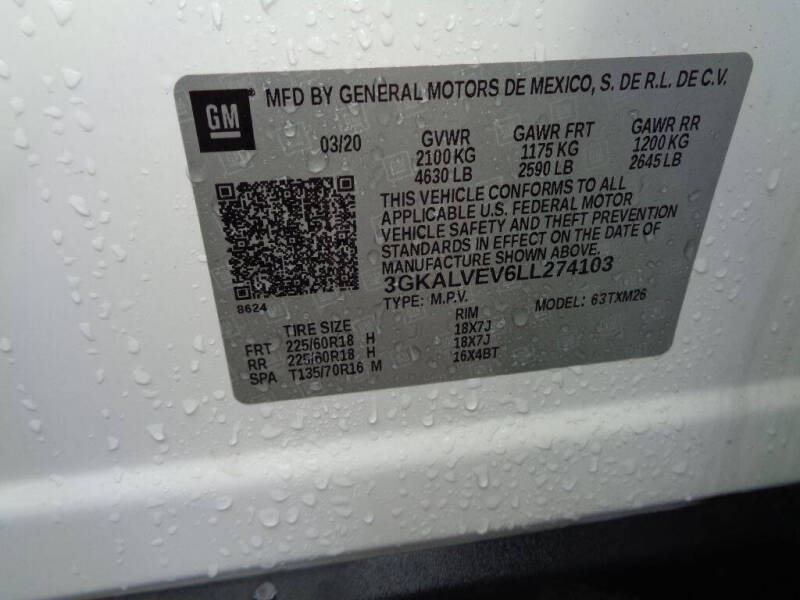 GM MFD BY GENERAL MOTORS DE MEXICO, S. DE R.L. DE C.V.
03/20 GVWR GAWR FRT GAWR RR
2100 KG 1175 KG 1200 KG
4630 LB 2590 LB 2645 LB
THIS VEHICLE CONFORMS TO ALL
APPLICABLE U.S. FEDERAL MOTOR
VEHICLE SAFETY AND THEFT PREVENTION
STANDARDS IN EFFECT ON THE DATE OF
MANUFACTURE SHOWN ABOVE.
3GKALVEV6LL274103
8624
TYPE: M.P.V. MODEL: 63TXM26
TIRE SIZE RIM
FRT 225/60R18 H 18X7J
RR 225/60R18 H 18X7J
SPA T135/70R16 M 16X4BT